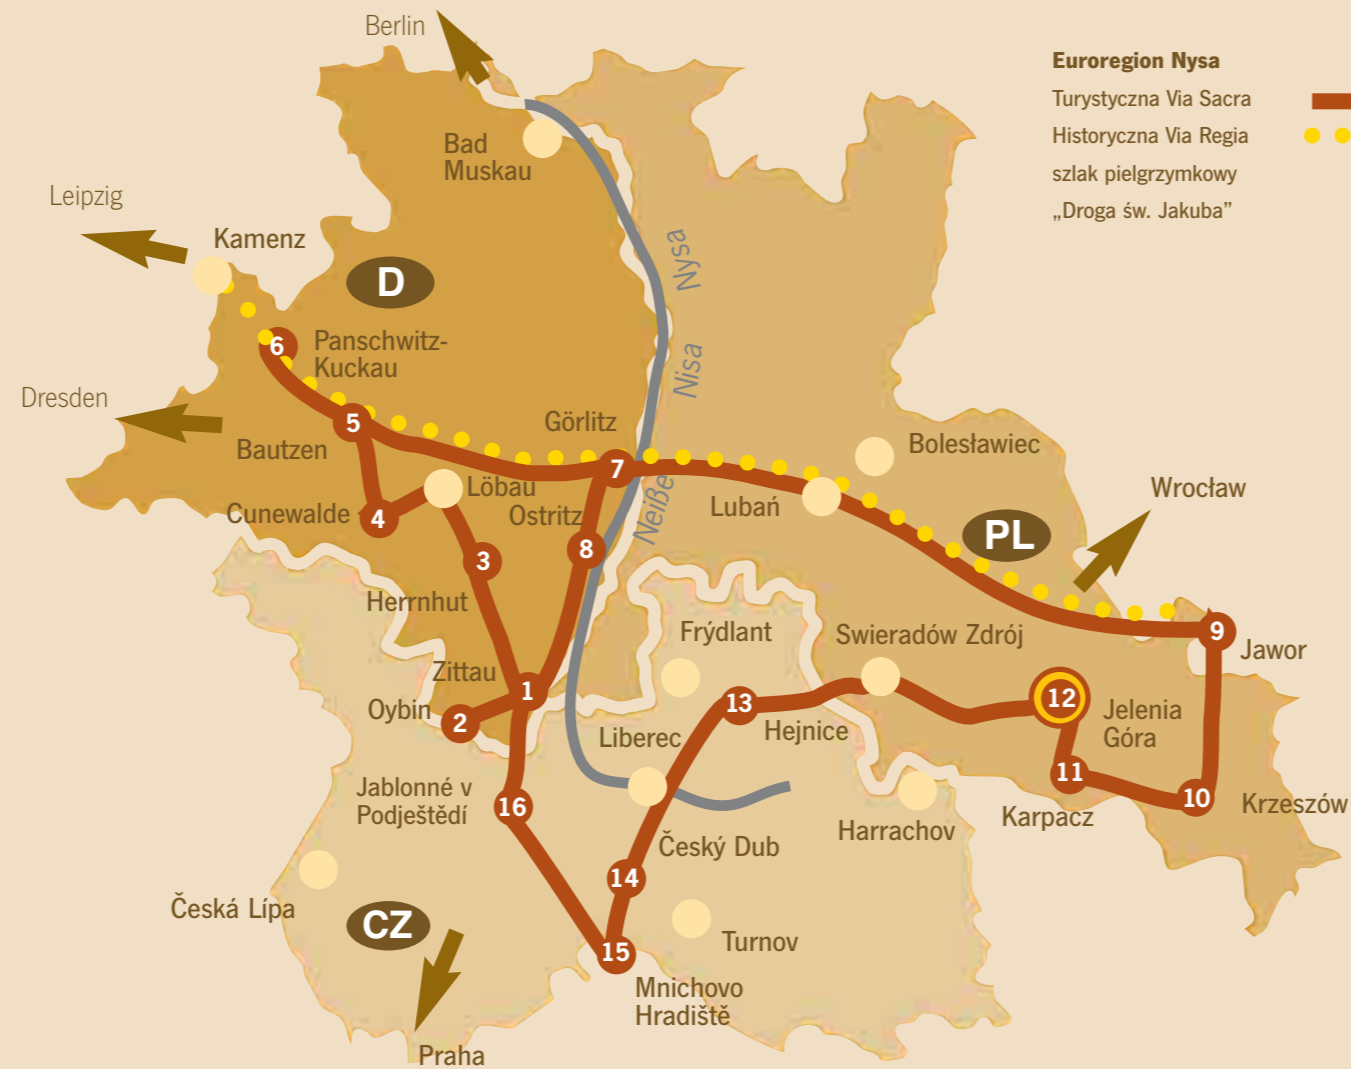 Berlin
Euroregion Nysa
Turystyczna Via Sacra
Historyczna Via Regia
szlak pielgrzymkowy
„Droga św. Jakuba”
Bad
Muskau
Leipzig
Kamenz
D
Nysa
6
Panschwitz-
Kuckau
Nisa
Dresden
5
Görlitz
Bautzen
7
Bolesławiec
Löbau
Lubań
Wrocław
Cunewalde
4
Ostritz
Neiße
PL
3
8
Herrnhut
Frýdlant
Swieradów Zdrój
9
Jawor
Zittau
1
12
Jelenia
Góra
Oybin
2
13
Hejnice
Liberec
11
Jablonné v
Podještědí
16
10
Krzeszów
Karpacz
Harrachov
Český Dub
14
Česká Lípa
CZ
Turnov
15
Mnichovo
Hradiště
Praha